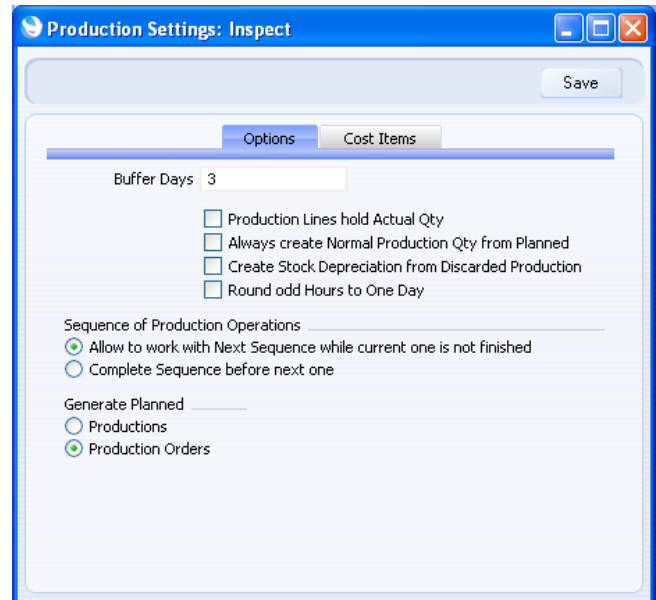 Production Settings: Inspect
Save
Options Cost Items
Buffer Days 3
Production Lines hold Actual Qty
Always create Normal Production Qty from Planned
Create Stock Depreciation from Discarded Production
Round odd Hours to One Day
Sequence of Production Operations
Allow to work with Next Sequence while current one is not finished
Complete Sequence before next one
Generate Planned
Productions
Production Orders